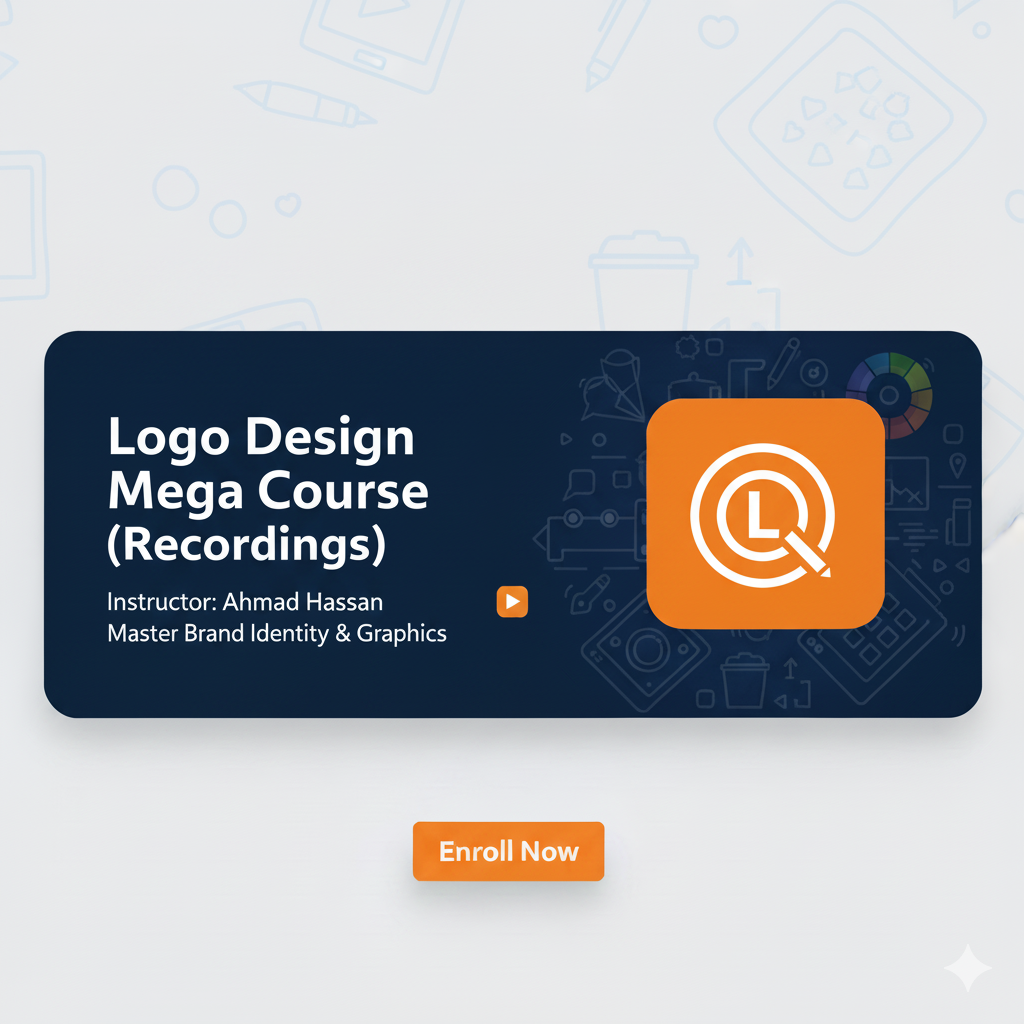 Logo Design
Mega Course
(Recordings)
Instructor: Ahmad Hassan
Master Brand Identity & Graphics
L
Enroll Now